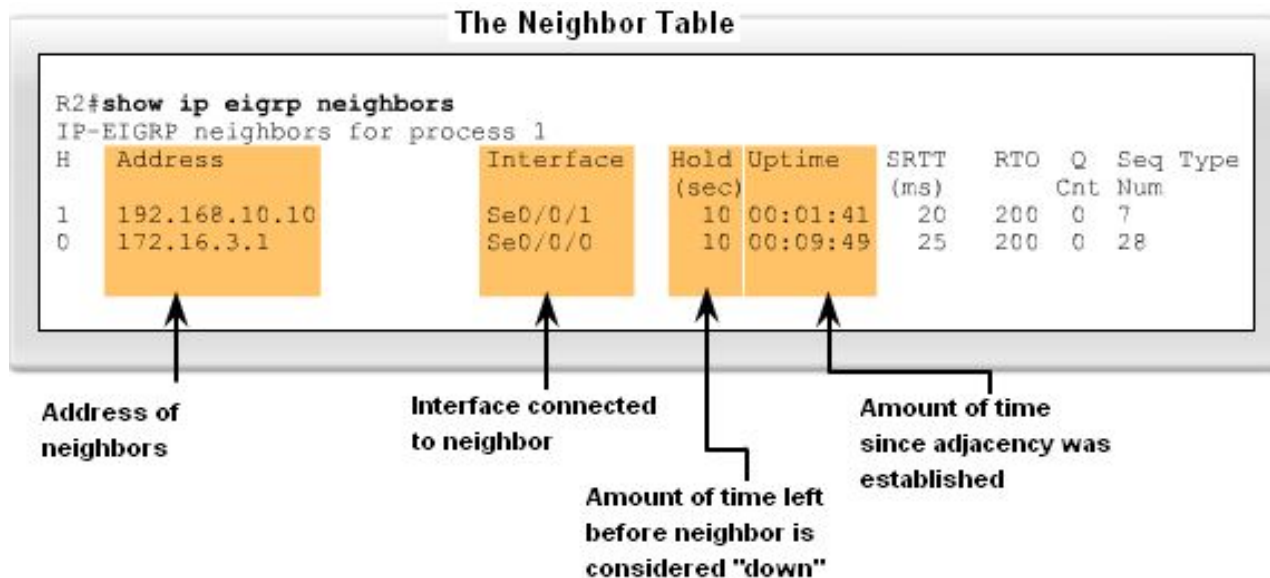 The Neighbor Table
R2#show ip eigrp neighbors
IP-EIGRP neighbors for process 1
H Address Interface Hold Uptime SRTT RTO Q Seq Type
(sec) (ms) Cnt Num
1 192.168.10.10 Se0/0/1 10 00:01:41 20 200 0 7
0 172.16.3.1 Se0/0/0 10 00:09:49 25 200 0 28
Address of
neighbors
Interface connected
to neighbor
Amount of time left
before neighbor is
considered "down"
Amount of time
since adjacency was
established